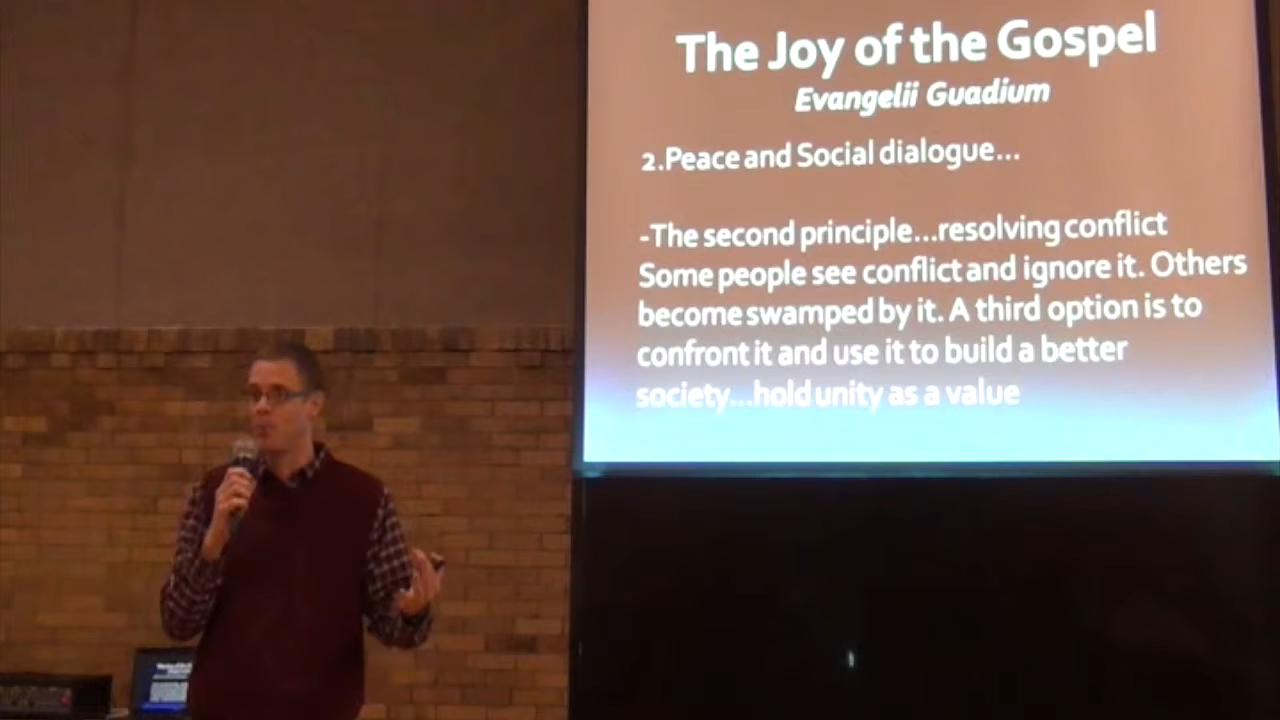 The Joy of the Gospel
Evangelii Guadium
2.Peace and Social dialogue...
-The second principle...resolving conflict
Some people see conflict and ignore it. Others
become swamped by it. A third option is to
confront it and use it to build a better
society...hold unity as a value